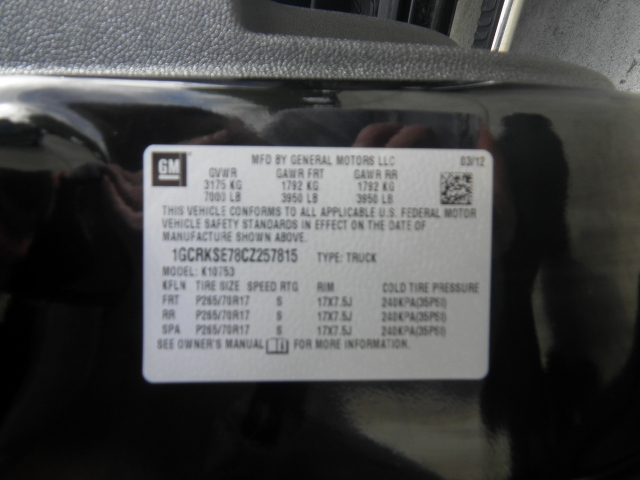 GM
MFD BY GENERAL MOTORS LLC 03/12
GVWR GAWR FRT GAWR RR
3175 KG 1792 KG 1792 KG
7000 LB 3950 LB 3950 LB
THIS VEHICLE CONFORMS TO ALL APPLICABLE U.S. FEDERAL MOTOR
VEHICLE SAFETY STANDARDS IN EFFECT ON THE DATE OF
MANUFACTURE SHOWN ABOVE.
1GCRKSE78CZ257815 TYPE: TRUCK
MODEL: K10753
KFLN TIRE SIZE SPEED RTG RIM COLD TIRE PRESSURE
FRT P265/70R17 S 17X7.5J 240KPA(35PSI)
RR P265/70R17 S 17X7.5J 240KPA(35PSI)
SPA P265/70R17 S 17X7.5J 240KPA(35PSI)
SEE OWNER'S MANUAL FOR MORE INFORMATION.